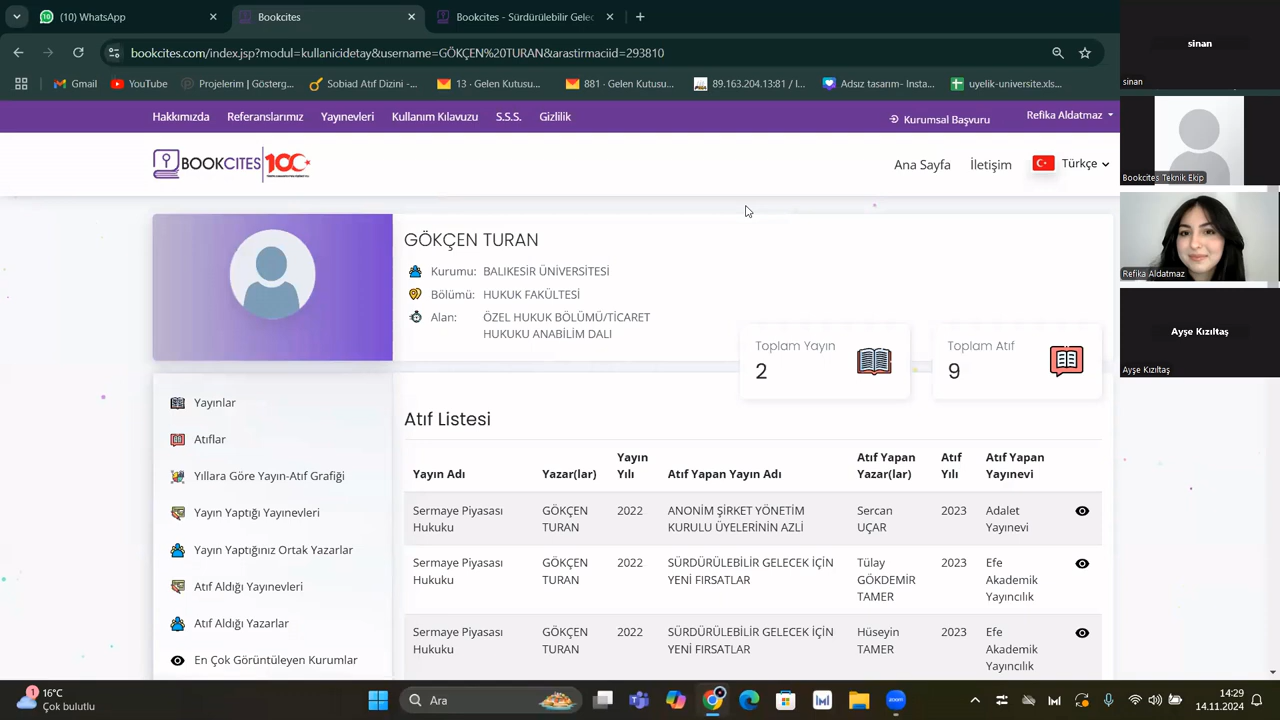 (10) WhatsApp
Bookcites
Bookcites - Sürdürülebilir Gelec
bookcites.com/index.jsp?modul=kullanicidetay&username=GÖKÇEN%20TURAN&arastirmaciid=293810
Gmail
YouTube
Projelerim | Gösterg...
Sobiad Atıf Dizini -...
13 · Gelen Kutusu...
881 · Gelen Kutusu...
89.163.204.13:81 / l...
Adsız tasarım- Insta...
uyelik-universite.xls...
Hakkımızda
Referanslarımız
Yayınevleri
Kullanım Kılavuzu
S.S.S.
Gizlilik
Kurumsal Başvuru
Refika Aldatmaz
BOOKCITES
100
Ana Sayfa
İletişim
Türkçe
GÖKÇEN TURAN
Kurumu: BALIKESİR ÜNİVERSİTESİ
Bölümü: HUKUK FAKÜLTESİ
Alan: ÖZEL HUKUK BÖLÜMÜ/TİCARET
HUKUKU ANABİLİM DALI
Toplam Yayın
2
Toplam Atıf
9
Yayınlar
Atıflar
Yıllara Göre Yayın-Atıf Grafiği
Yayın Yaptığı Yayınevleri
Yayın Yaptığınız Ortak Yazarlar
Atıf Aldığı Yayınevleri
Atıf Aldığı Yazarlar
En Çok Görüntüleyen Kurumlar
Atıf Listesi
Yayın Adı
Yazar(lar)
Yayın
Yılı
Atıf Yapan Yayın Adı
Atıf Yapan
Yazar(lar)
Atıf
Yılı
Atıf Yapan
Yayınevi
Sermaye Piyasası
Hukuku
GÖKÇEN
TURAN
2022
ANONİM ŞİRKET YÖNETİM
KURULU ÜYELERİNİN AZLİ
Sercan
UÇAR
2023
Adalet
Yayınevi
Sermaye Piyasası
Hukuku
GÖKÇEN
TURAN
2022
SÜRDÜRÜLEBİLİR GELECEK İÇİN
YENİ FIRSATLAR
Tülay
GÖKDEMİR
TAMER
2023
Efe
Akademik
Yayıncılık
Sermaye Piyasası
Hukuku
GÖKÇEN
TURAN
2022
SÜRDÜRÜLEBİLİR GELECEK İÇİN
YENİ FIRSATLAR
Hüseyin
TAMER
2023
Efe
Akademik
Yayıncılık
sinan
sinan
Bookcites Teknik Ekip
Refika Aldatmaz
Ayşe Kızıltaş
Ayşe Kızıltaş
1
16°C
Çok bulutlu
Ara
zoom
14:29
14.11.2024